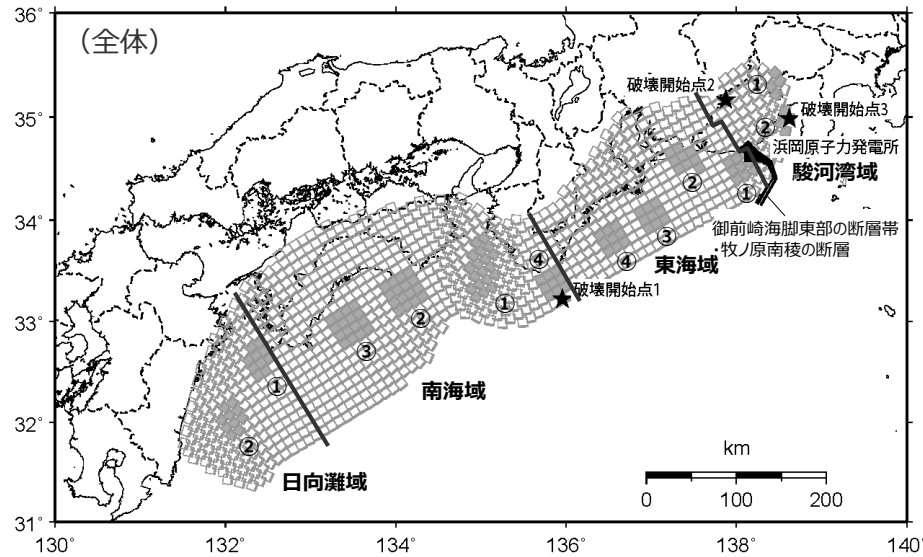 36˚
(全体)
破壊開始点2
①
35˚
破壊開始点3
②
浜岡原子力発電所
駿河湾域
②
①
34˚
御前崎海脚東部の断層帯
・牧ノ原南稜の断層
③
④
④
東海域
破壊開始点1
①
33˚
②
③
①
南海域
32˚
②
日向灘域
km
0 100 200
31˚
130 132 134 136 138 140